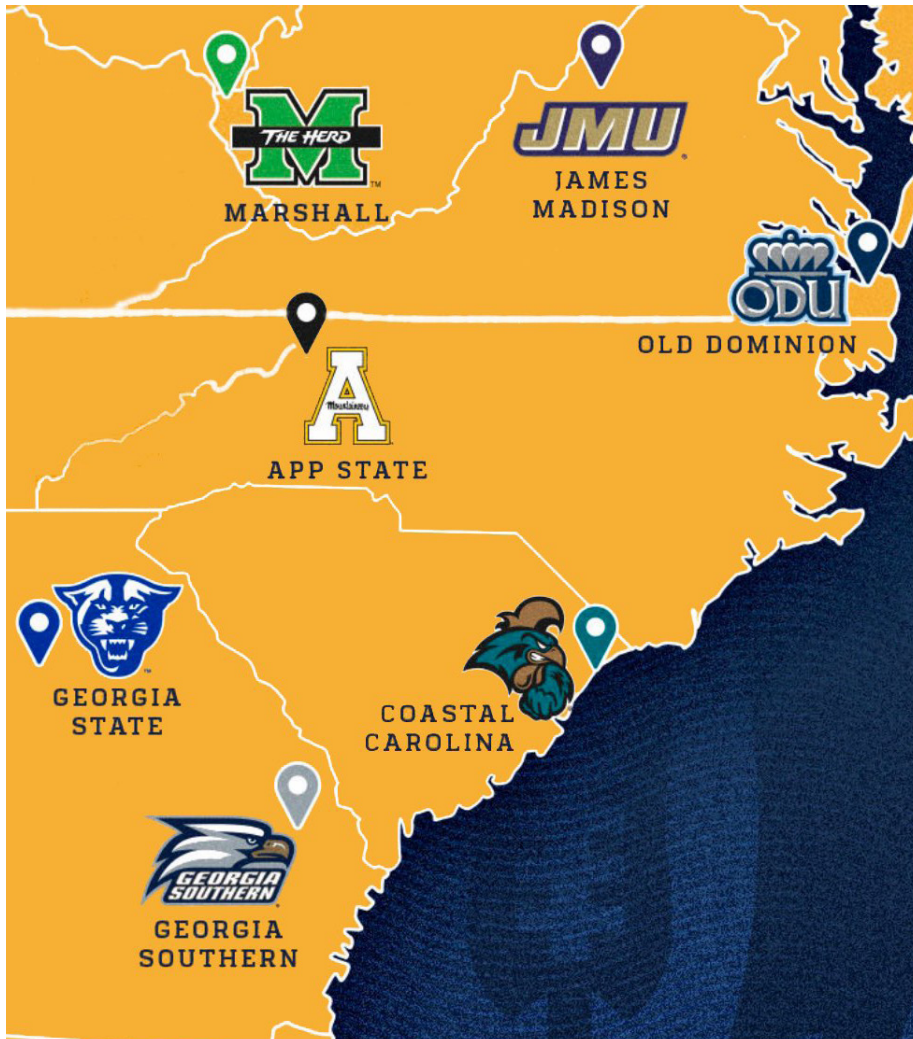 THE HERD
TM
MARSHALL
JMU
JAMES
MADISON
ODU
OLD DOMINION
A
Mountaineers
APP STATE
GEORGIA
STATE
COASTAL
CAROLINA
GEORGIA
SOUTHERN
GEORGIA
SOUTHERN